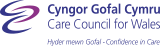 Cyngor Gofal Cymru
Care Council for Wales
Hyder mewn Gofal - Confidence in Care